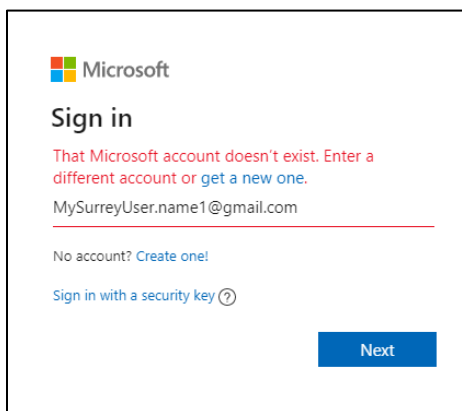 Microsoft
Sign in
That Microsoft account doesn't exist. Enter a
different account or get a new one.
MySurreyUser.name1@gmail.com
No account? Create one!
Sign in with a security key ?
Next